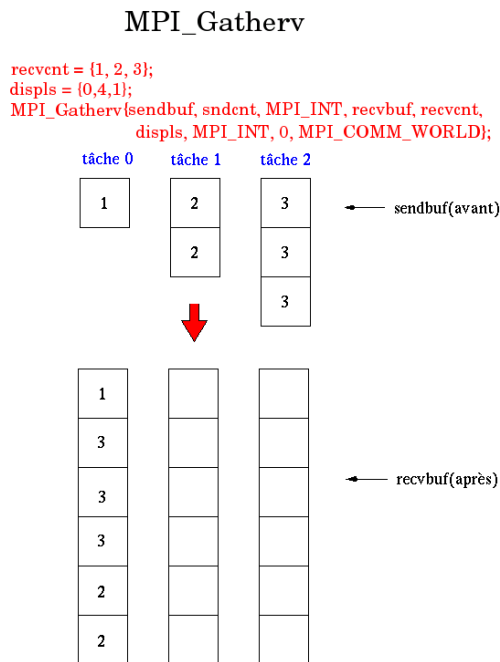 MPI_Gatherv
recvcnt = {1, 2, 3};
displs = {0,4,1};
MPI_Gatherv{sendbuf, sndcnt, MPI_INT, recvbuf, recvcnt,
displs, MPI_INT, 0, MPI_COMM_WORLD};
tâche 0 tâche 1 tâche 2
1 2 3 sendbuf(avant)
2 3
3
1
3
3 recvbuf(après)
3
2
2